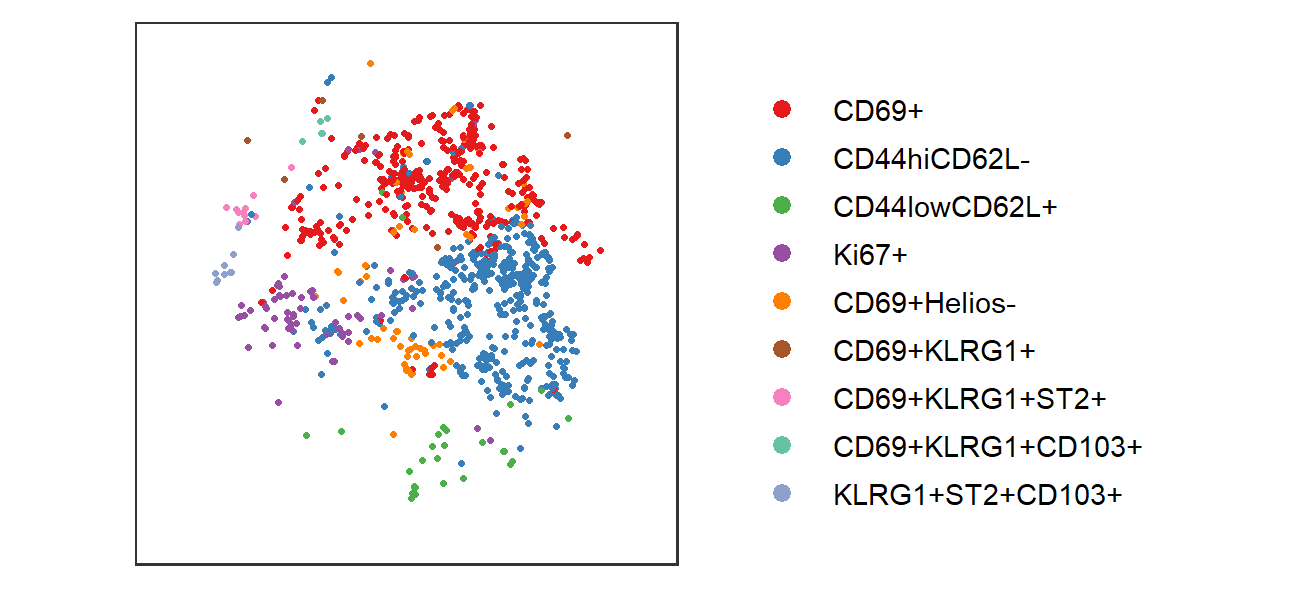 CD69+
CD44hiCD62L-
CD44lowCD62L+
Ki67+
CD69+Helios-
CD69+KLRG1+
CD69+KLRG1+ST2+
CD69+KLRG1+CD103+
KLRG1+ST2+CD103+